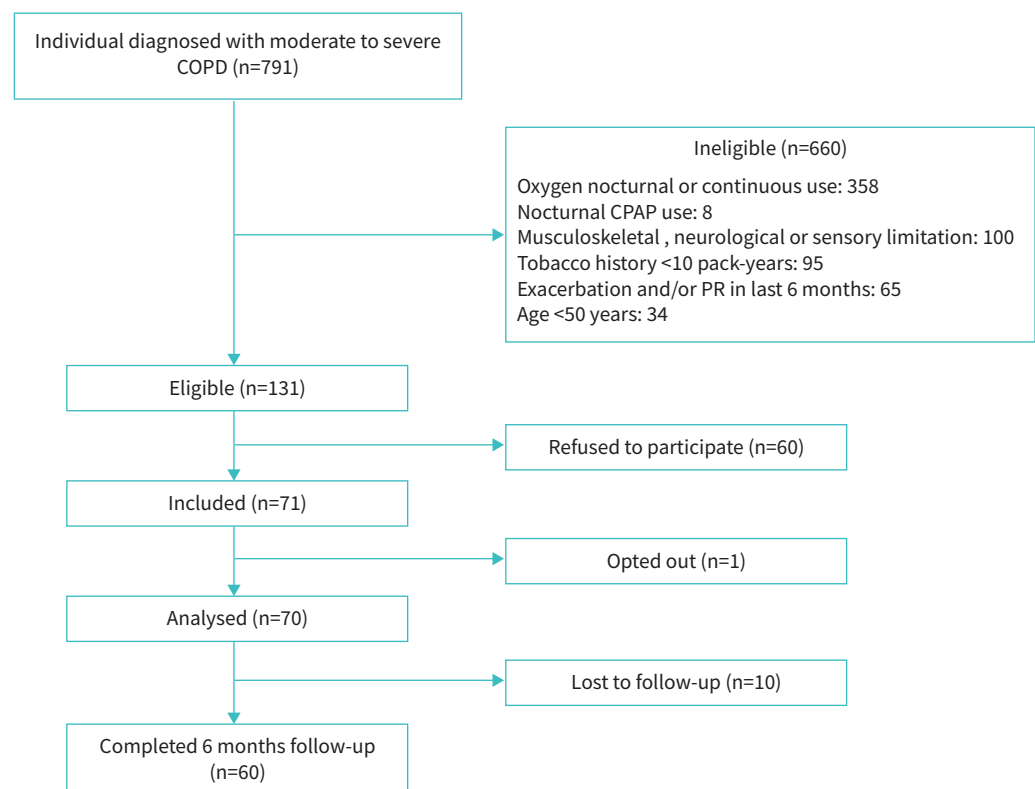 Individual diagnosed with moderate to severe
COPD (n=791)
Ineligible (n=660)
Oxygen nocturnal or continuous use: 358
Nocturnal CPAP use: 8
Musculoskeletal , neurological or sensory limitation: 100
Tobacco history <10 pack-years: 95
Exacerbation and/or PR in last 6 months: 65
Age <50 years: 34
Eligible (n=131)
Refused to participate (n=60)
Included (n=71)
Opted out (n=1)
Analysed (n=70)
Lost to follow-up (n=10)
Completed 6 months follow-up
(n=60)